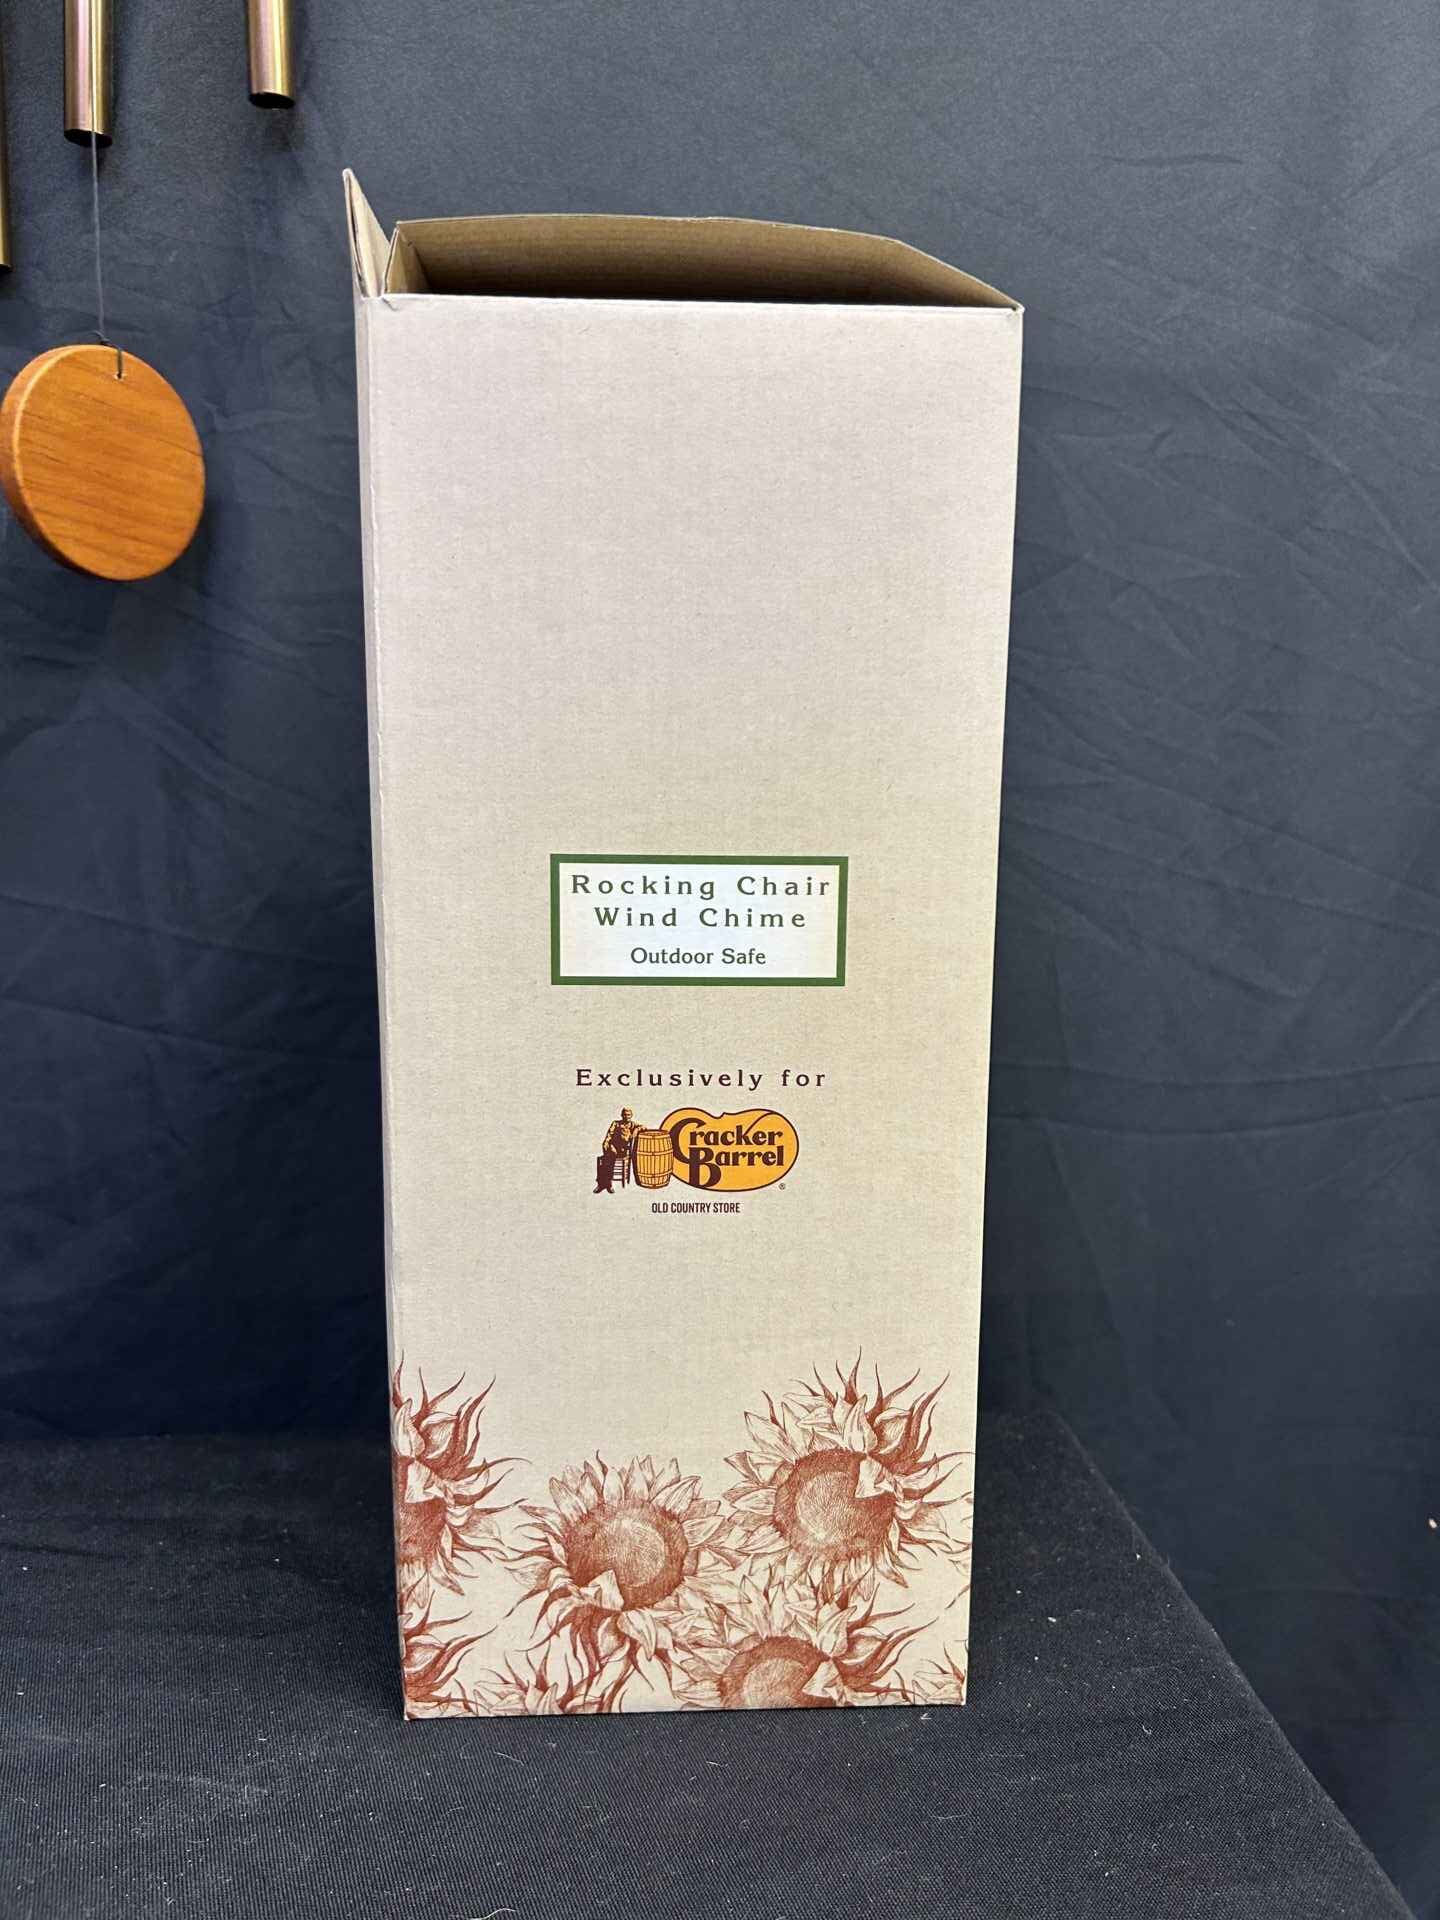 Rocking Chair
Wind Chime
Outdoor Safe
Exclusively for
Cracker
Barrel
®
OLD COUNTRY STORE